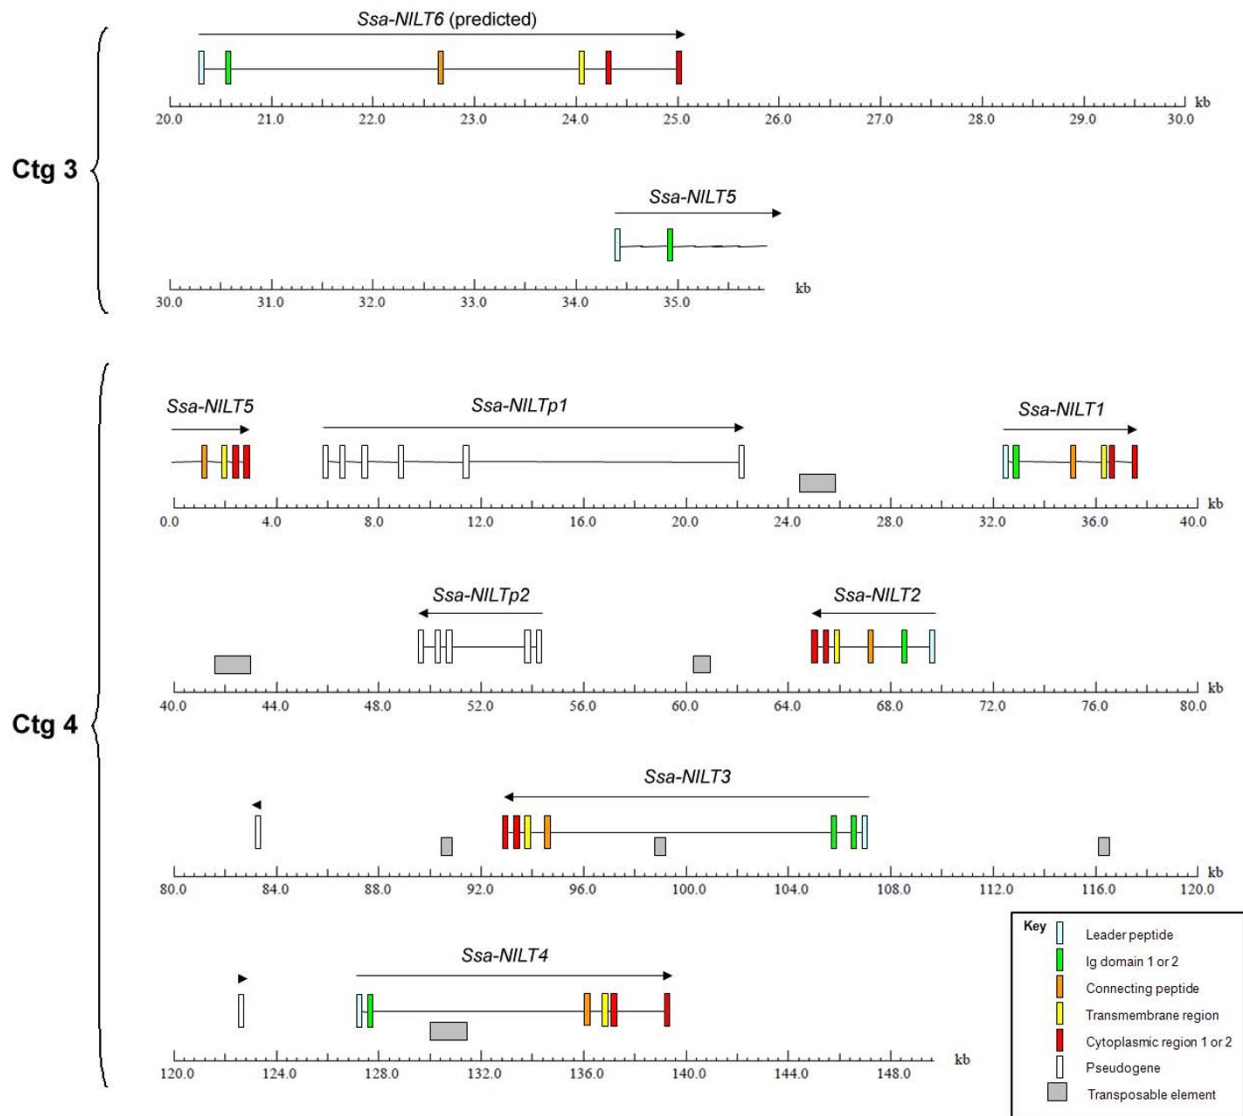 Ssa-NILT6 (predicted)
kb
20.0 21.0 22.0 23.0 24.0 25.0 26.0 27.0 28.0 29.0 30.0
Ctg 3
Ssa-NILT5
kb
30.0 31.0 32.0 33.0 34.0 35.0
Ssa-NILT5 Ssa-NILTp1 Ssa-NILT1
kb
0.0 4.0 8.0 12.0 16.0 20.0 24.0 28.0 32.0 36.0 40.0
Ssa-NILTp2 Ssa-NILT2
kb
40.0 44.0 48.0 52.0 56.0 60.0 64.0 68.0 72.0 76.0 80.0
Ctg 4
Ssa-NILT3
kb
80.0 84.0 88.0 92.0 96.0 100.0 104.0 108.0 112.0 116.0 120.0
Ssa-NILT4
kb
120.0 124.0 128.0 132.0 136.0 140.0 144.0 148.0
Key
Leader peptide
Ig domain 1 or 2
Connecting peptide
Transmembrane region
Cytoplasmic region 1 or 2
Pseudogene
Transposable element